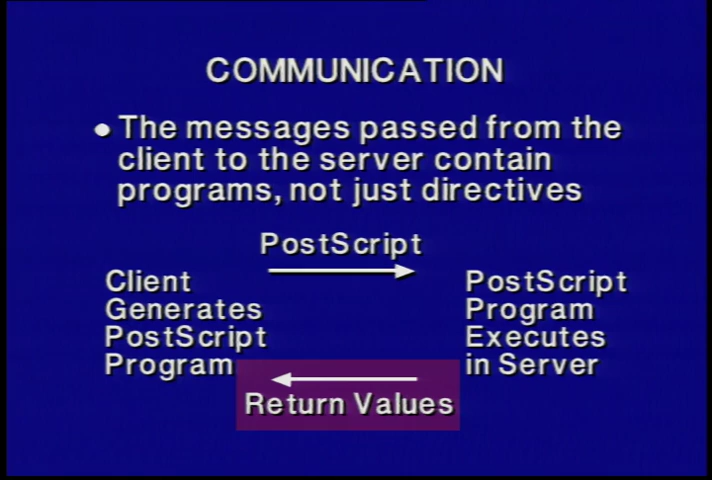 COMMUNICATION
• The messages passed from the
client to the server contain
programs, not just directives
PostScript
Client
Generates
PostScript
Program
PostScript
Program
Executes
in Server
Return Values